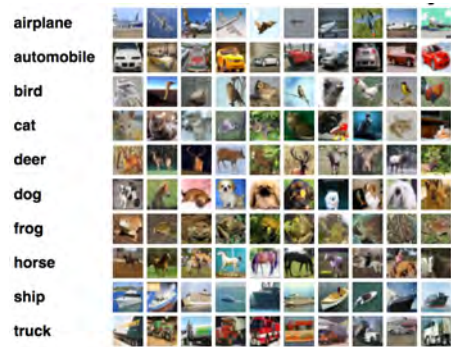 airplane
automobile
bird
cat
deer
dog
frog
horse
ship
truck